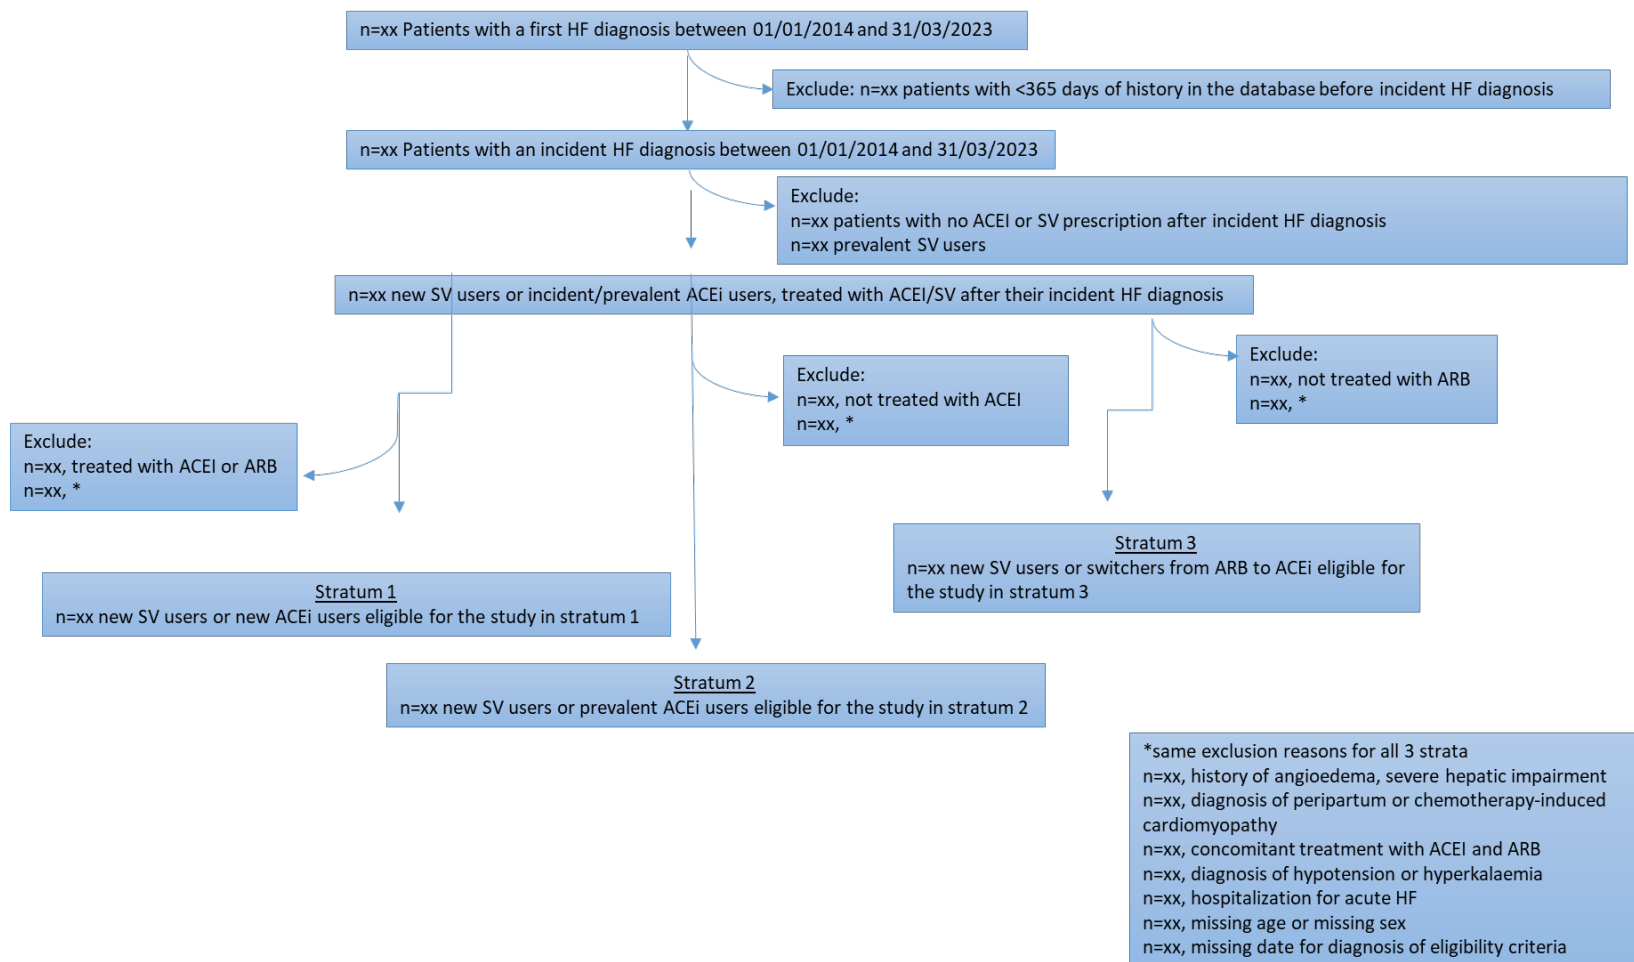 n=xx Patients with a first HF diagnosis between 01/01/2014 and 31/03/2023
Exclude: n=xx patients with <365 days of history in the database before incident HF diagnosis
n=xx Patients with an incident HF diagnosis between 01/01/2014 and 31/03/2023
Exclude:
n=xx patients with no ACEI or SV prescription after incident HF diagnosis
n=xx prevalent SV users
n=xx new SV users or incident/prevalent ACEi users, treated with ACEI/SV after their incident HF diagnosis
Exclude:
n=xx, not treated with ARB
n=xx, *
Exclude:
n=xx, not treated with ACEI
n=xx, *
Exclude:
n=xx, treated with ACEI or ARB
n=xx, *
Stratum 3
n=xx new SV users or switchers from ARB to ACEi eligible for
the study in stratum 3
Stratum 1
n=xx new SV users or new ACEi users eligible for the study in stratum 1
Stratum 2
n=xx new SV users or prevalent ACEi users eligible for the study in stratum 2
*same exclusion reasons for all 3 strata
n=xx, history of angioedema, severe hepatic impairment
n=xx, diagnosis of peripartum or chemotherapy-induced
cardiomyopathy
n=xx, concomitant treatment with ACEI and ARB
n=xx, diagnosis of hypotension or hyperkalaemia
n=xx, hospitalization for acute HF
n=xx, missing age or missing sex
n=xx, missing date for diagnosis of eligibility criteria